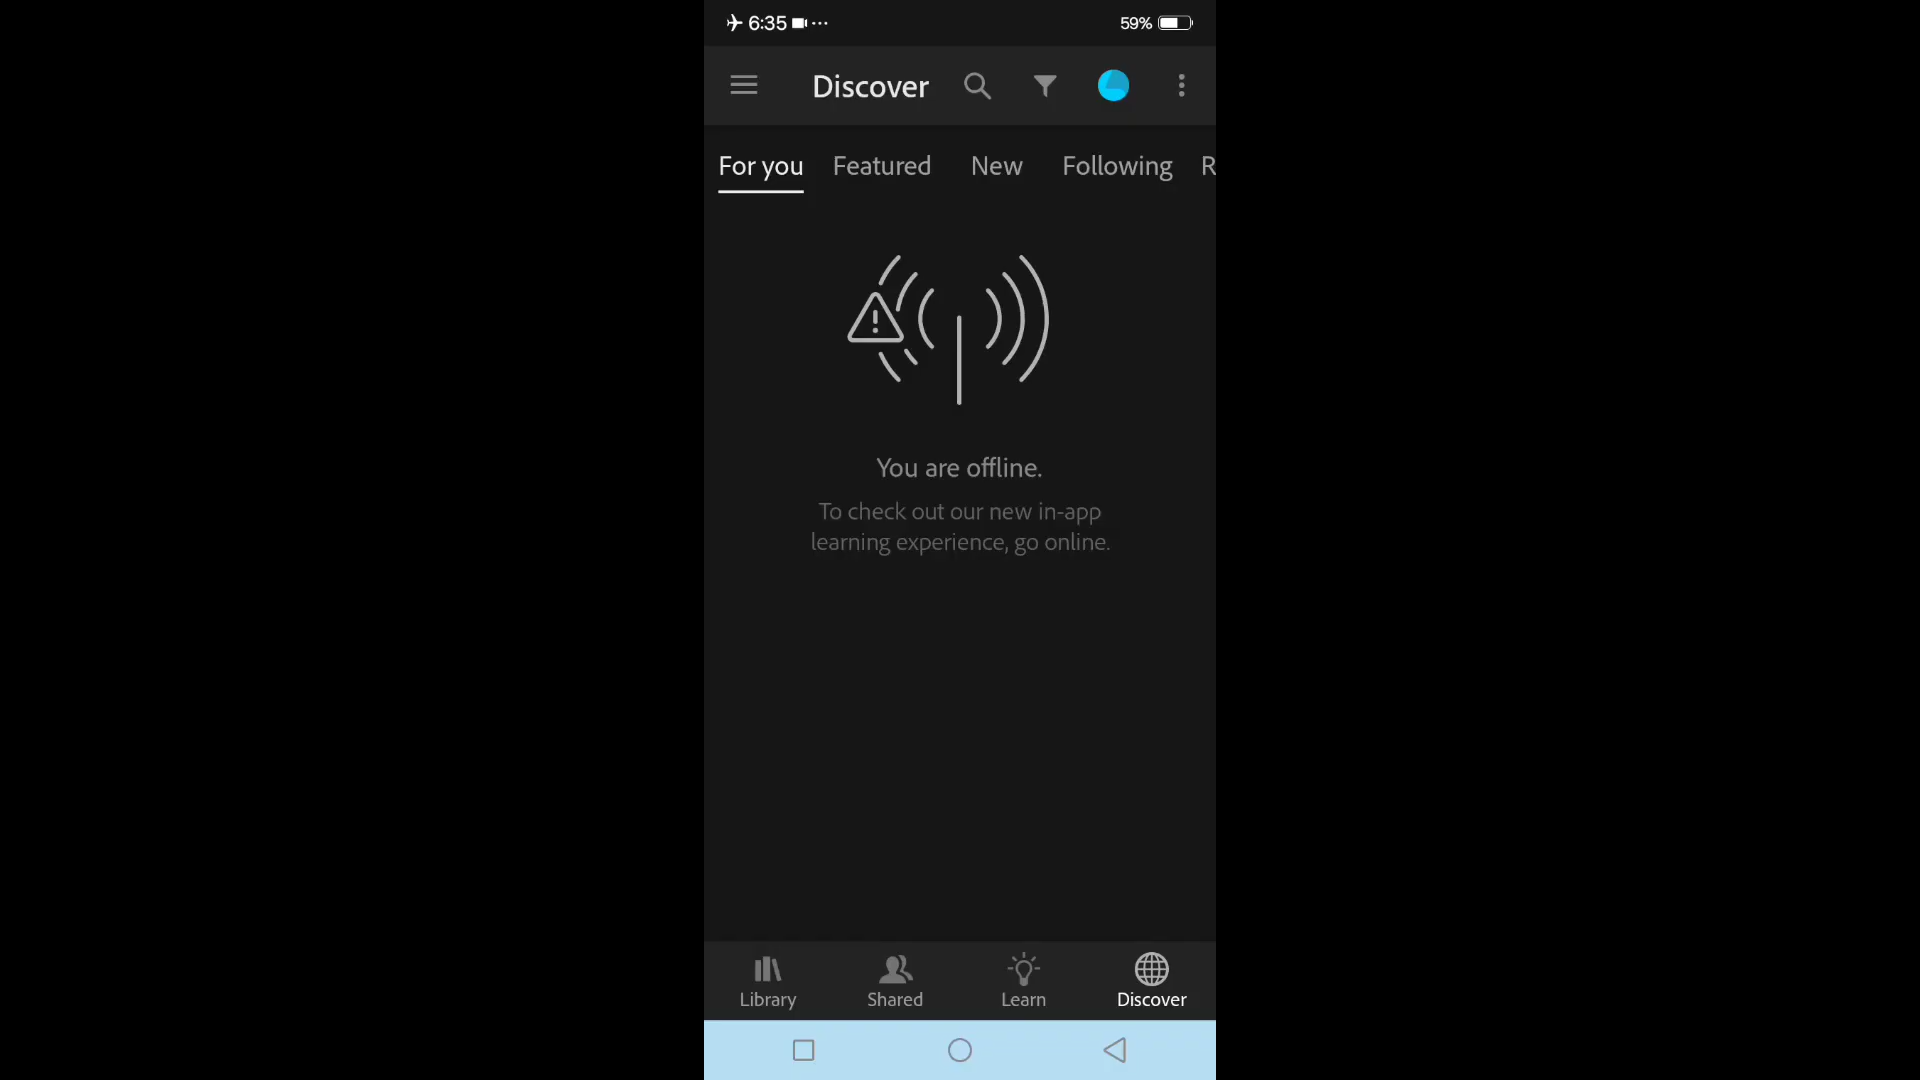 6:35
59%
Discover
For you Featured New Following R
You are offline.
To check out our new in-app
learning experience, go online.
Library Shared Learn Discover